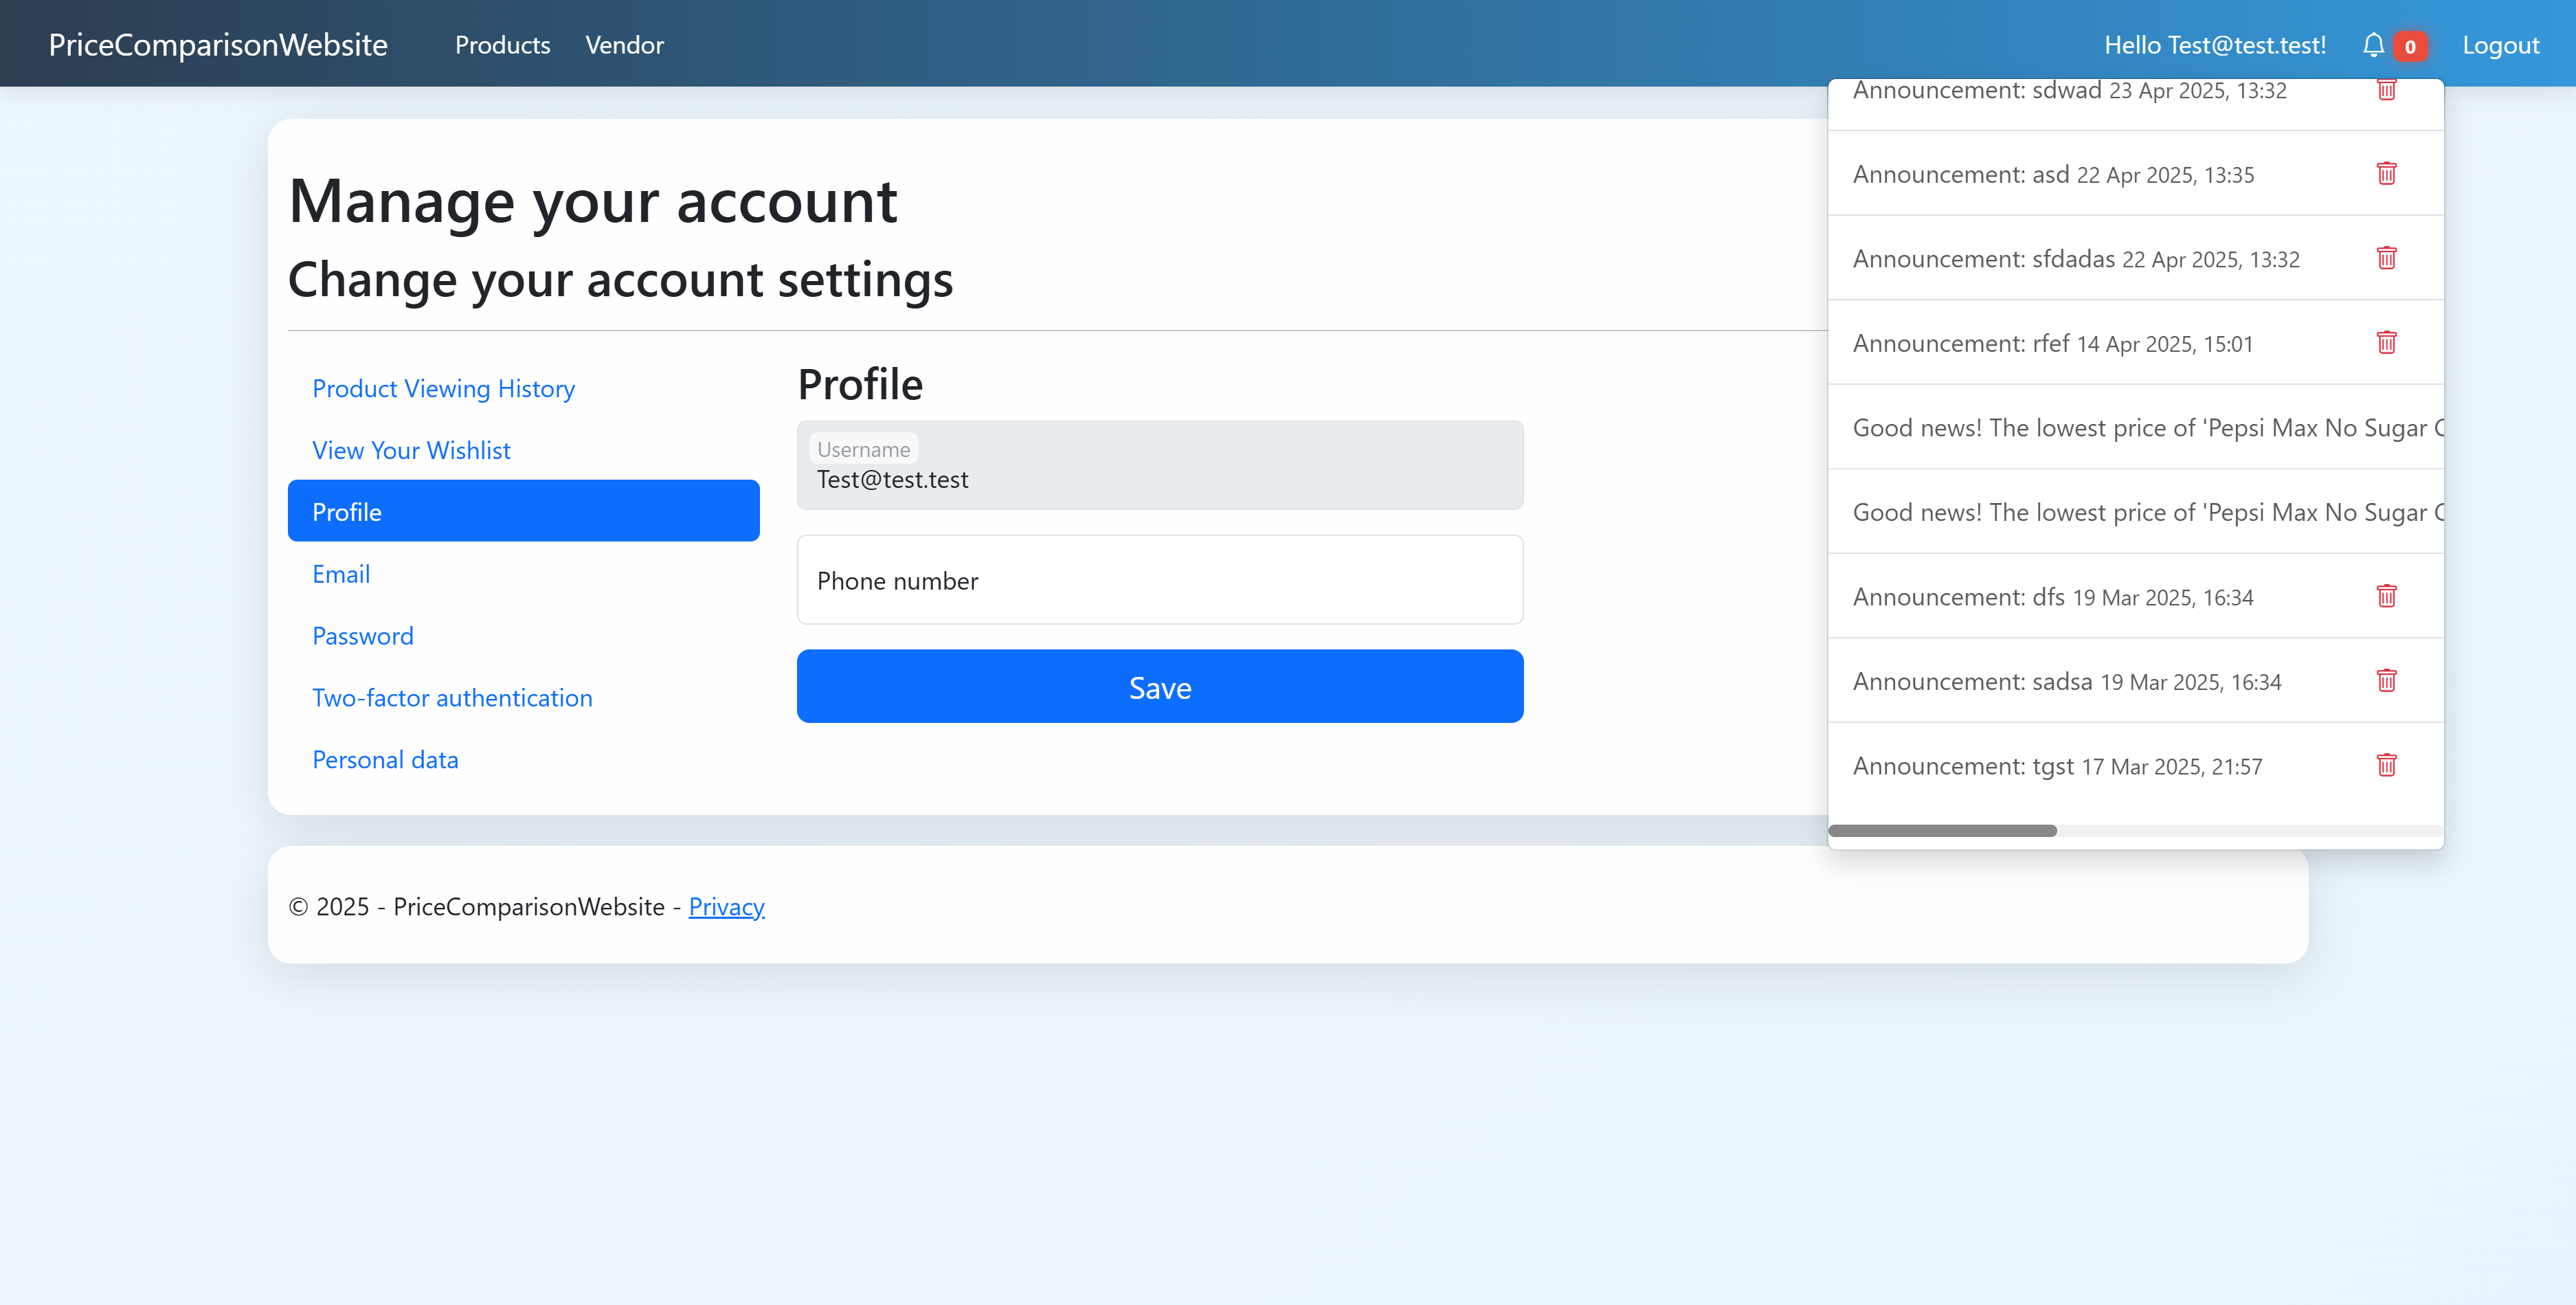 PriceComparisonWebsite Products Vendor Hello Test@test.test! 0 Logout
Manage your account
Change your account settings
Product Viewing History
View Your Wishlist
Profile
Email
Password
Two-factor authentication
Personal data
Profile
Username
Test@test.test
Phone number
Save
Announcement: sdwad 23 Apr 2025, 13:32
Announcement: asd 22 Apr 2025, 13:35
Announcement: sfdadas 22 Apr 2025, 13:32
Announcement: rfef 14 Apr 2025, 15:01
Good news! The lowest price of 'Pepsi Max No Sugar
Good news! The lowest price of 'Pepsi Max No Sugar
Announcement: dfs 19 Mar 2025, 16:34
Announcement: sadsa 19 Mar 2025, 16:34
Announcement: tgst 17 Mar 2025, 21:57
© 2025 - PriceComparisonWebsite - Privacy